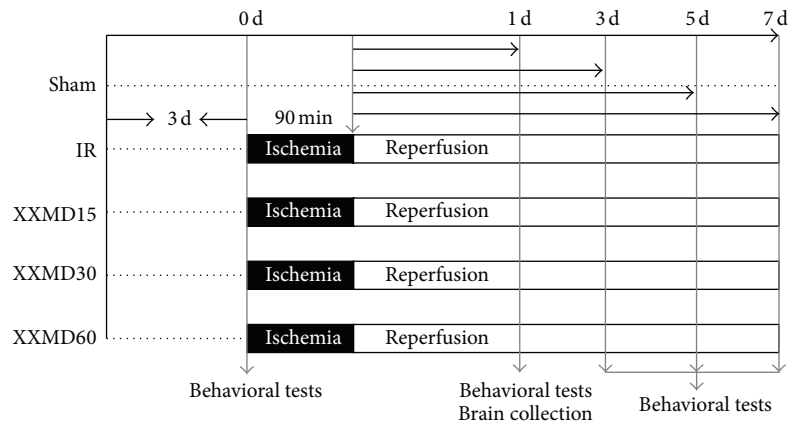 0 d 1 d 3 d 5 d 7 d
Sham
3 d 90 min
IR Ischemia Reperfusion
XXMD15 Ischemia Reperfusion
XXMD30 Ischemia Reperfusion
XXMD60 Ischemia Reperfusion
Behavioral tests
Behavioral tests
Brain collection
Behavioral tests